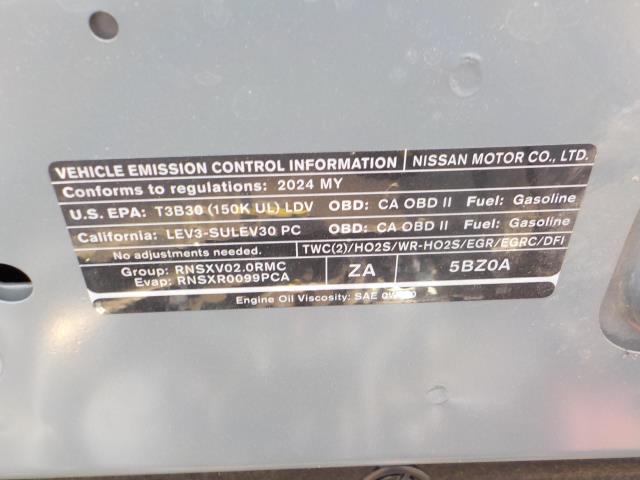 VEHICLE EMISSION CONTROL INFORMATION NISSAN MOTOR CO., LTD.
Conforms to regulations: 2024 MY
U.S. EPA: T3B30 (150K UL) LDV OBD: CA OBD II Fuel: Gasoline
California: LEV3-SULEV30 PC OBD: CA OBD II Fuel: Gasoline
No adjustments needed. TWC(2)/HO2S/WR-HO2S/EGR/EGRC/DFI
Group: RNSXV02.0RMC ZA 5BZ0A
Evap: RNSXR0099PCA
Engine Oil Viscosity: SAE